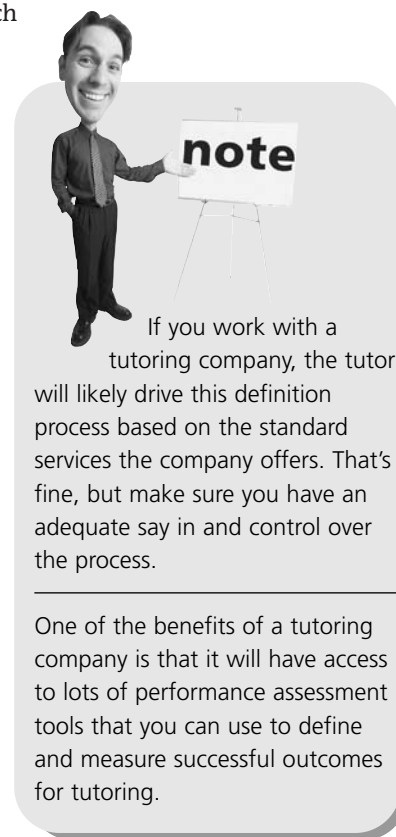 ch
note
If you work with a
tutoring company, the tutor
will likely drive this definition
process based on the standard
services the company offers. That's
fine, but make sure you have an
adequate say in and control over
the process.
One of the benefits of a tutoring
company is that it will have access
to lots of performance assessment
tools that you can use to define
and measure successful outcomes
for tutoring.